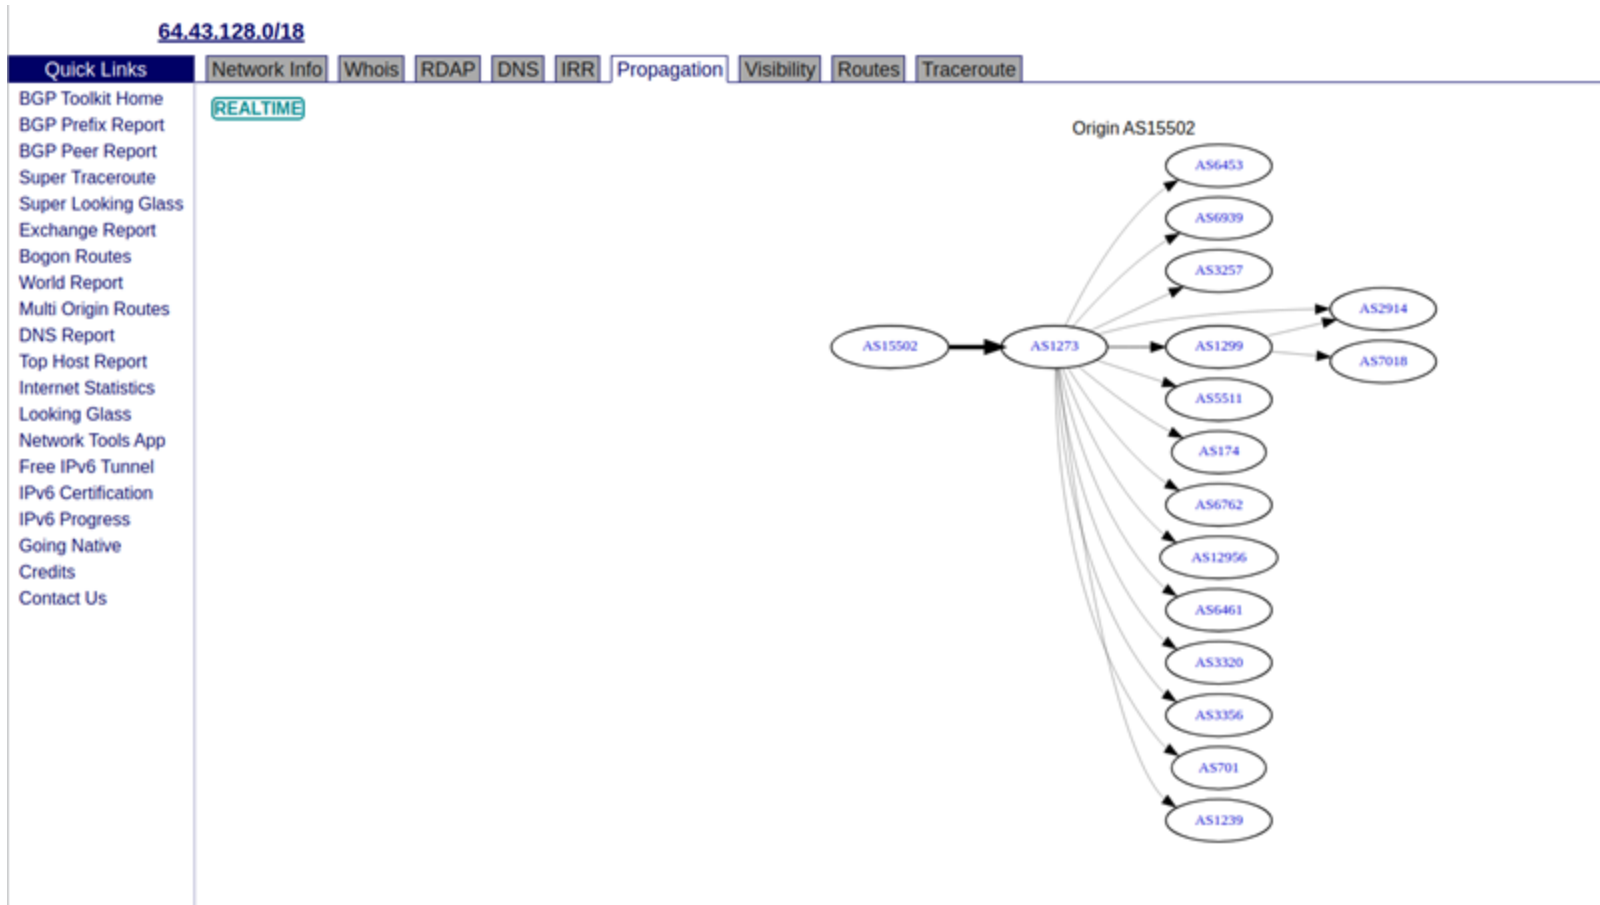 64.43.128.0/18
Quick Links
Network Info Whois RDAP DNS IRR Propagation Visibility Routes Traceroute
BGP Toolkit Home
BGP Prefix Report
BGP Peer Report
Super Traceroute
Super Looking Glass
Exchange Report
Bogon Routes
World Report
Multi Origin Routes
DNS Report
Top Host Report
Internet Statistics
Looking Glass
Network Tools App
Free IPv6 Tunnel
IPv6 Certification
IPv6 Progress
Going Native
Credits
Contact Us
REALTIME
Origin AS15502
AS15502
AS1273
AS6453
AS6939
AS3257
AS1299
AS5511
AS174
AS6762
AS12956
AS6461
AS3320
AS3356
AS701
AS1239
AS2914
AS7018